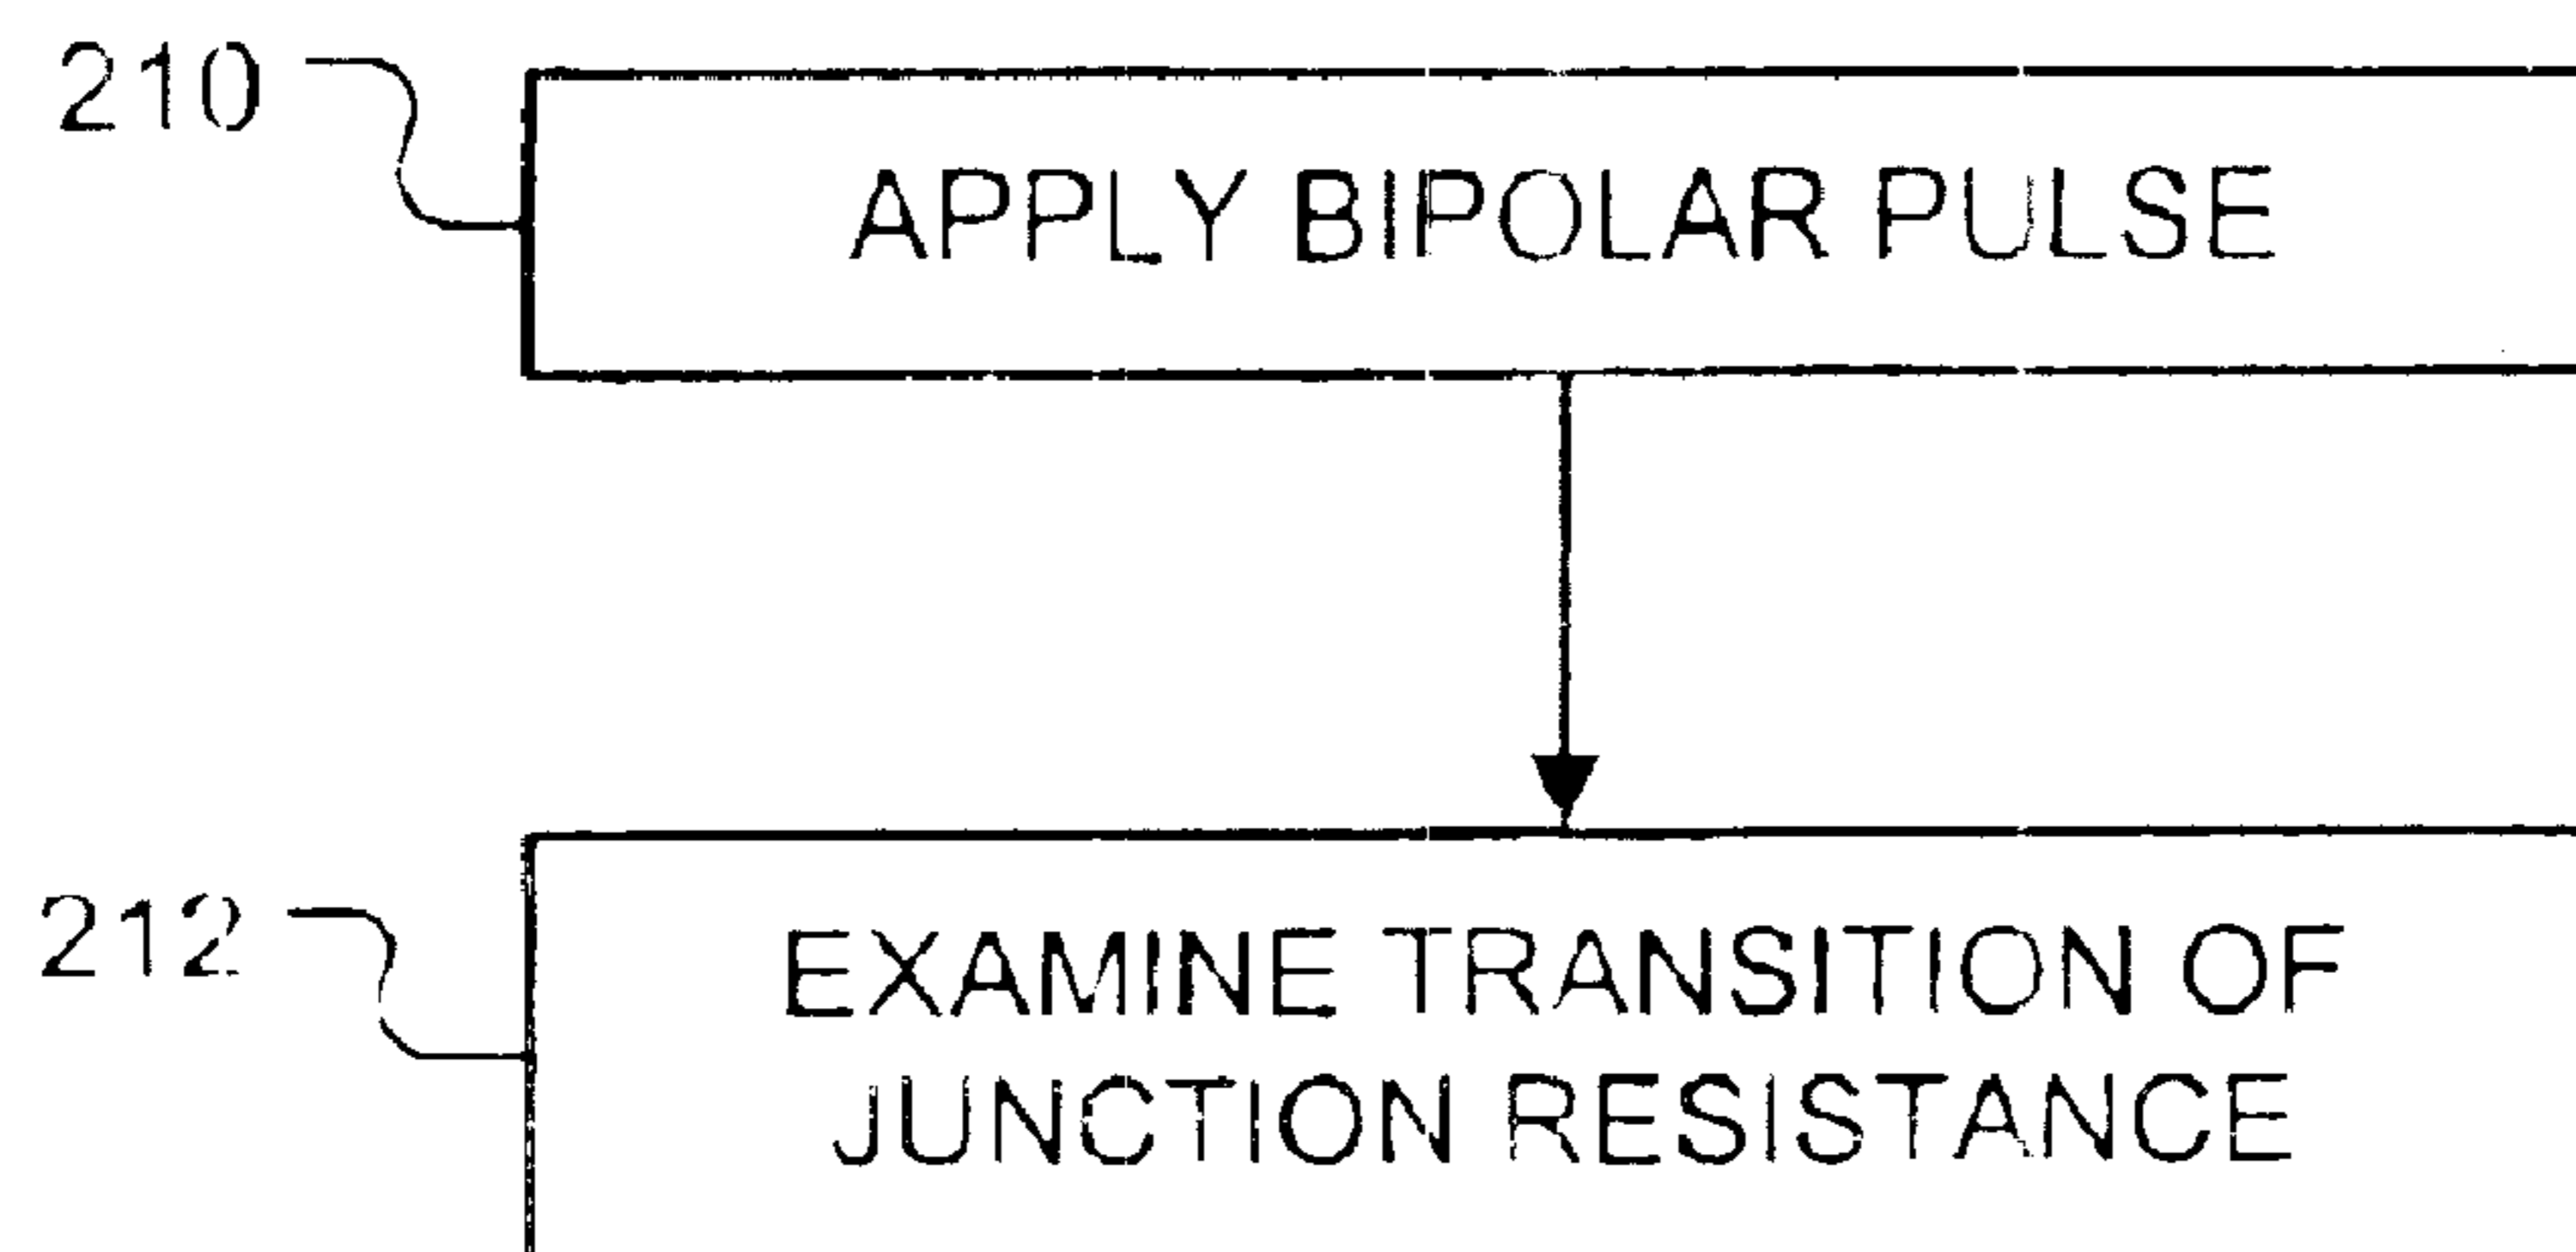 210
APPLY BIPOLAR PULSE
212
EXAMINE TRANSITION OF
JUNCTION RESISTANCE